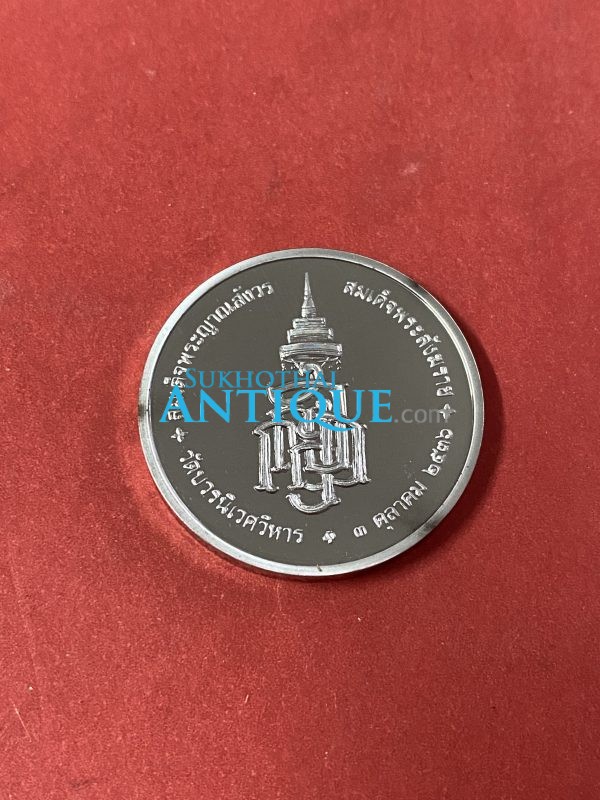 สมเด็จพระญาณสังวร
สมเด็จพระสังฆราช
วัดบวรนิเวศวิหาร
๓ ตุลาคม ๒๕๓๖
SUKHOTHAI
ANTIQUE.com